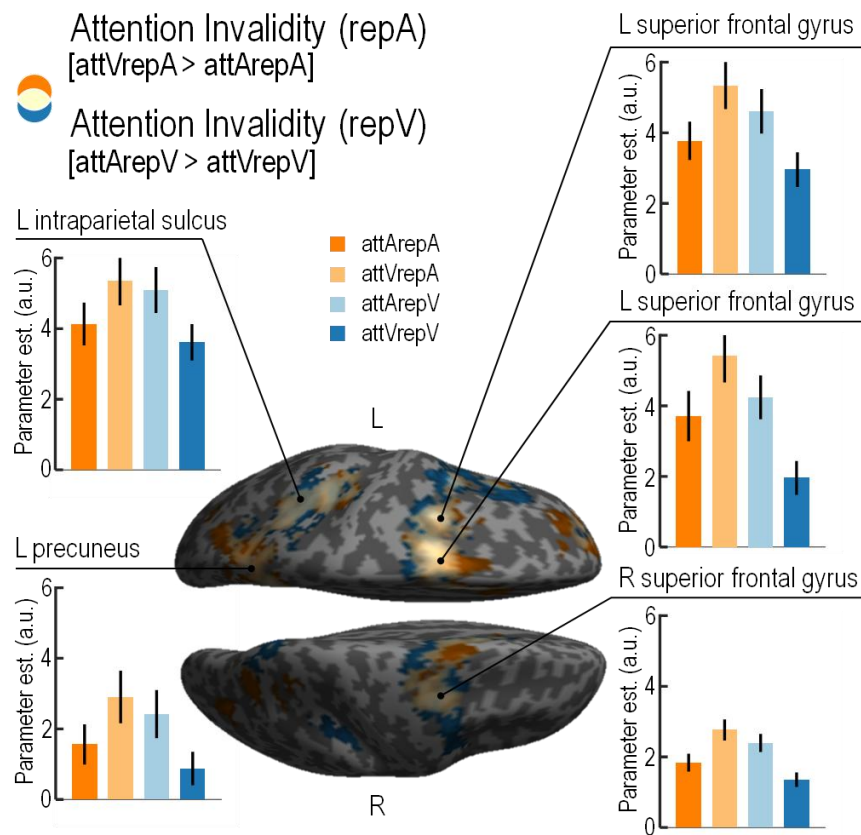 Attention Invalidity (repA)
[attVrepA > attArepA]
Attention Invalidity (repV)
[attArepV > attVrepV]
L superior frontal gyrus
Parameter est. (a.u.)
6
4
2
0
L intraparietal sulcus
Parameter est. (a.u.)
6
4
2
0
attArepA
attVrepA
attArepV
attVrepV
L superior frontal gyrus
Parameter est. (a.u.)
6
4
2
0
L
L precuneus
Parameter est. (a.u.)
6
4
2
0
R superior frontal gyrus
Parameter est. (a.u.)
6
4
2
0
R